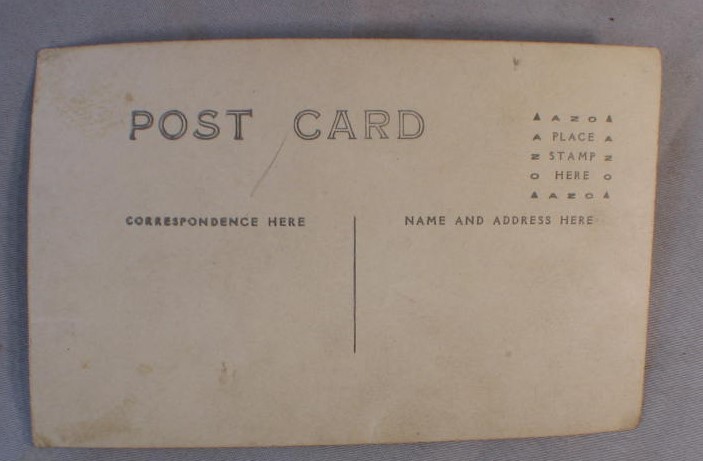 POST CARD
▲ AZO ▲
A PLACE A
Z STAMP Z
O HERE O
▲ AZO ▲
CORRESPONDENCE HERE
NAME AND ADDRESS HERE